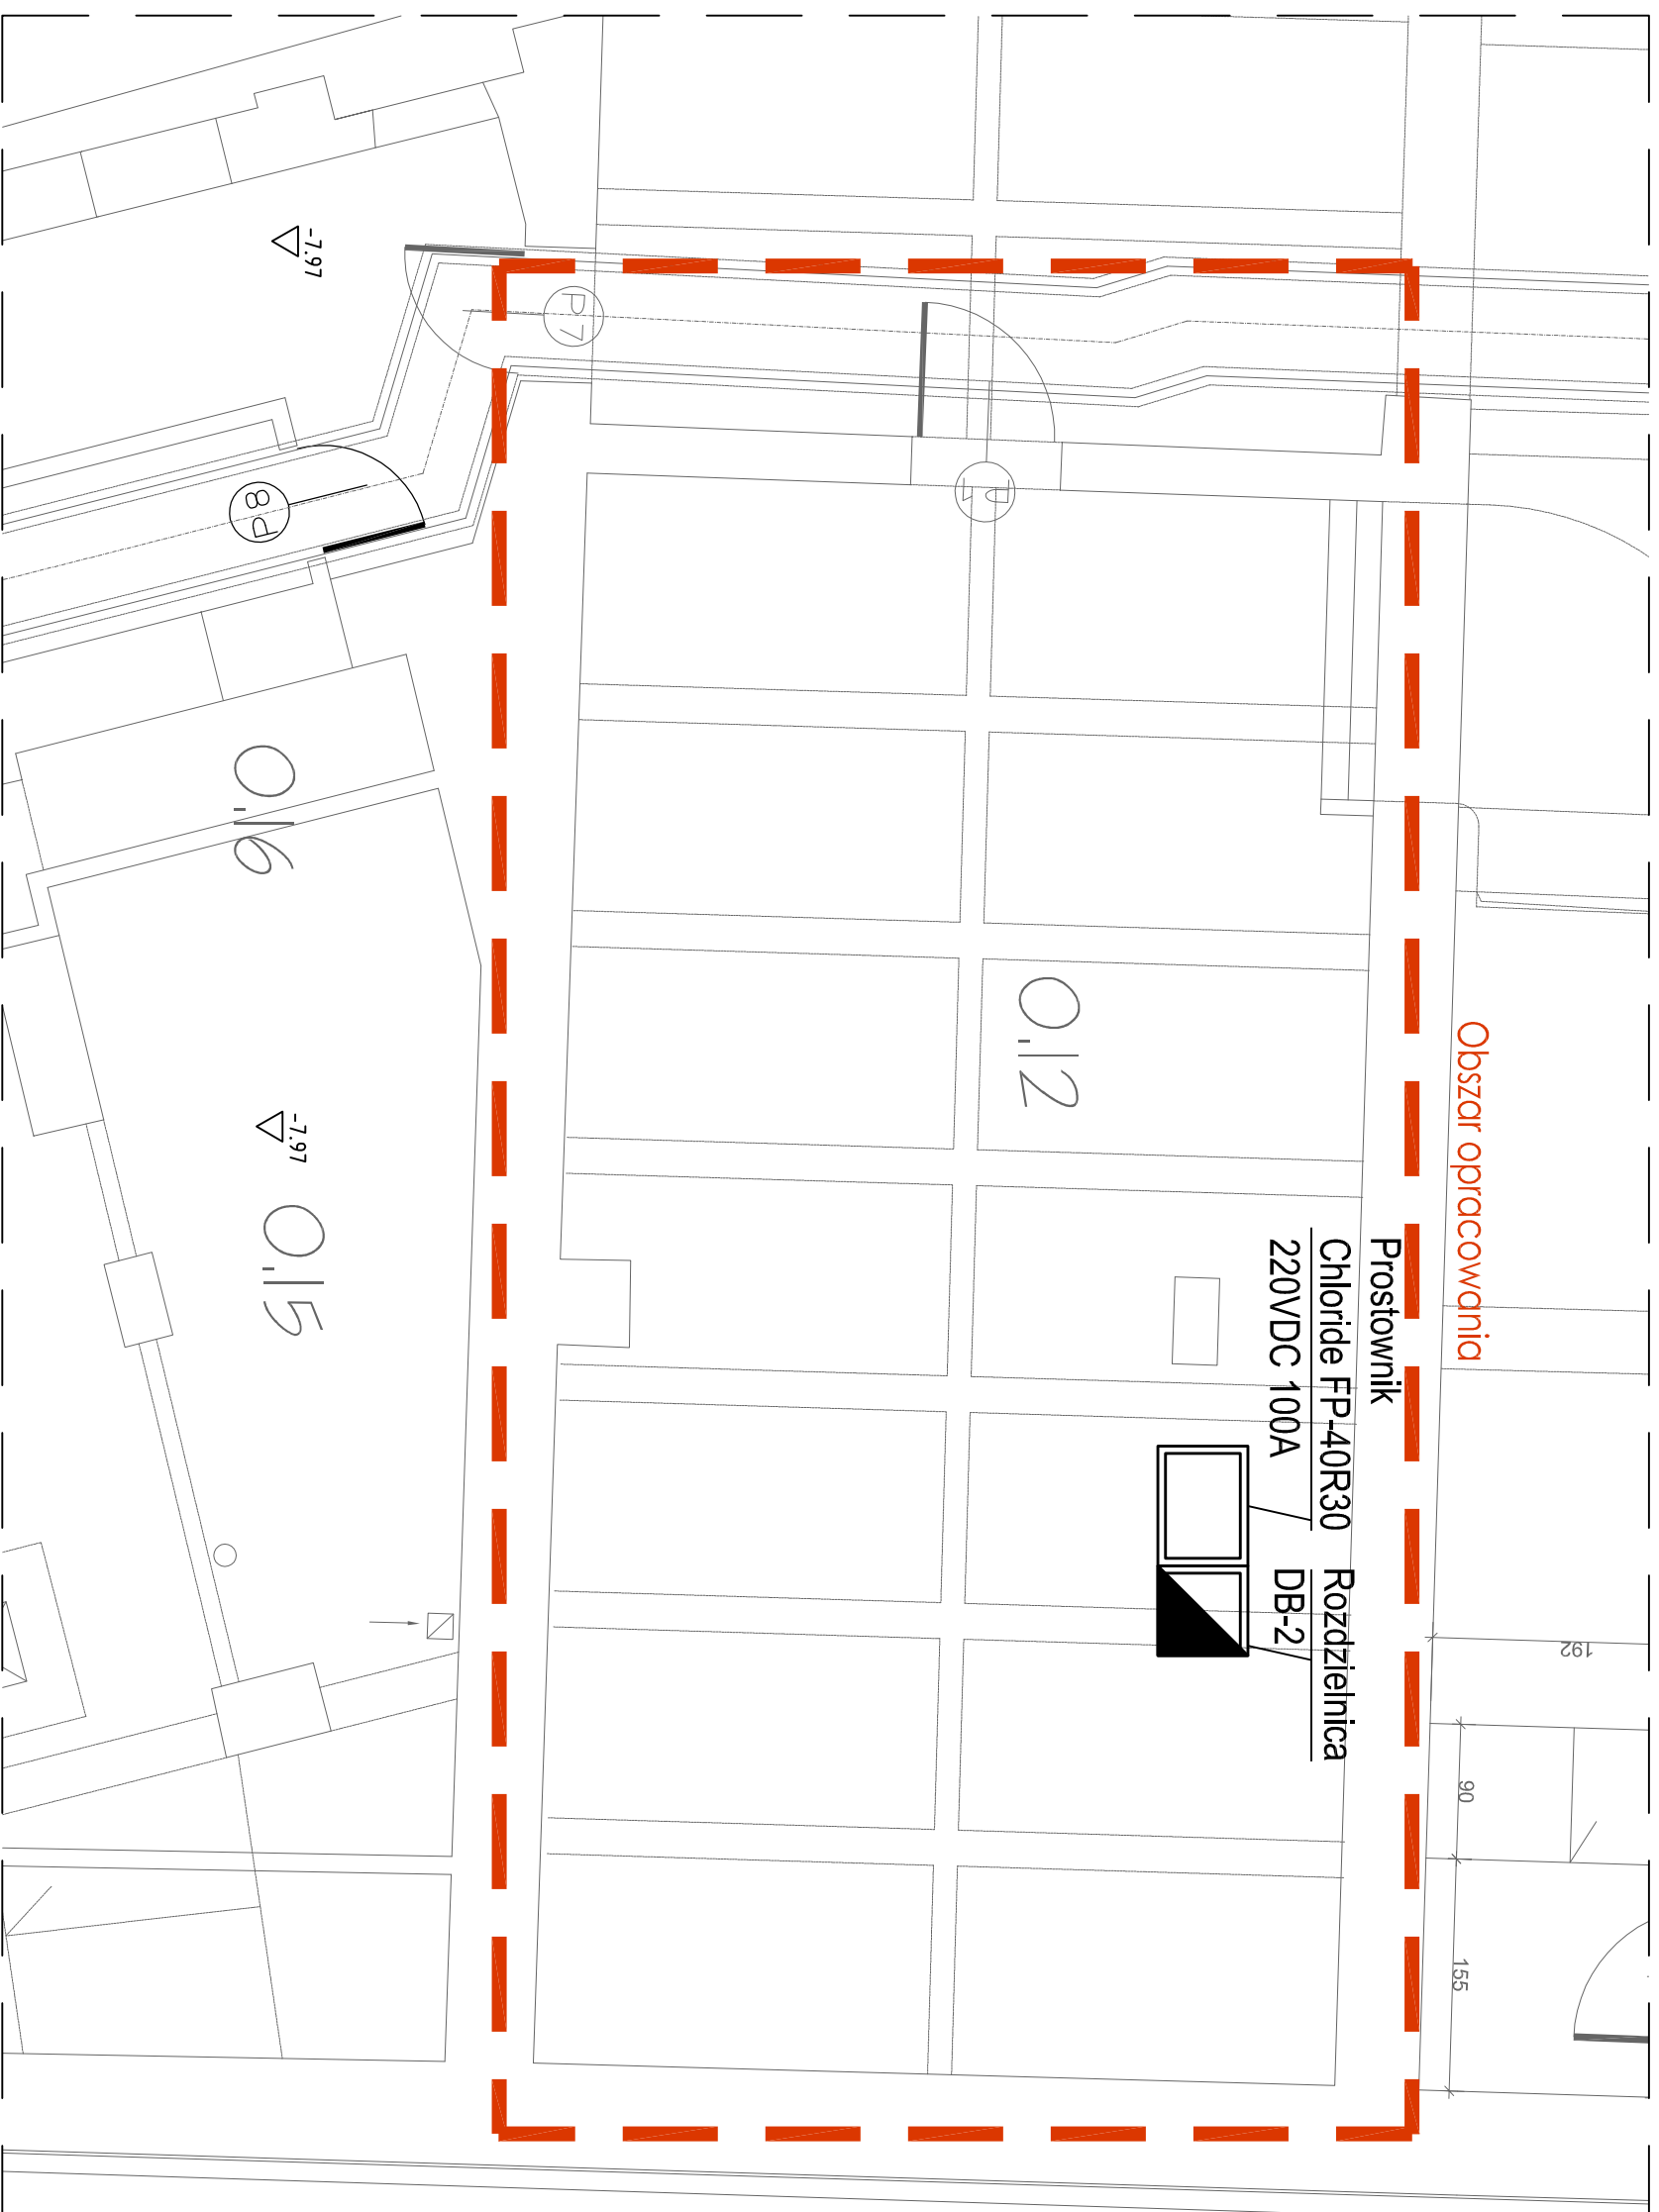 Obszar opracowania
Prostownik
Chloride FP-40R30
220VDC 100A
Rozdzielnica
DB-2
0.12
0.15
0.16
-7.97
-7.97
P7
P8
192
90
155